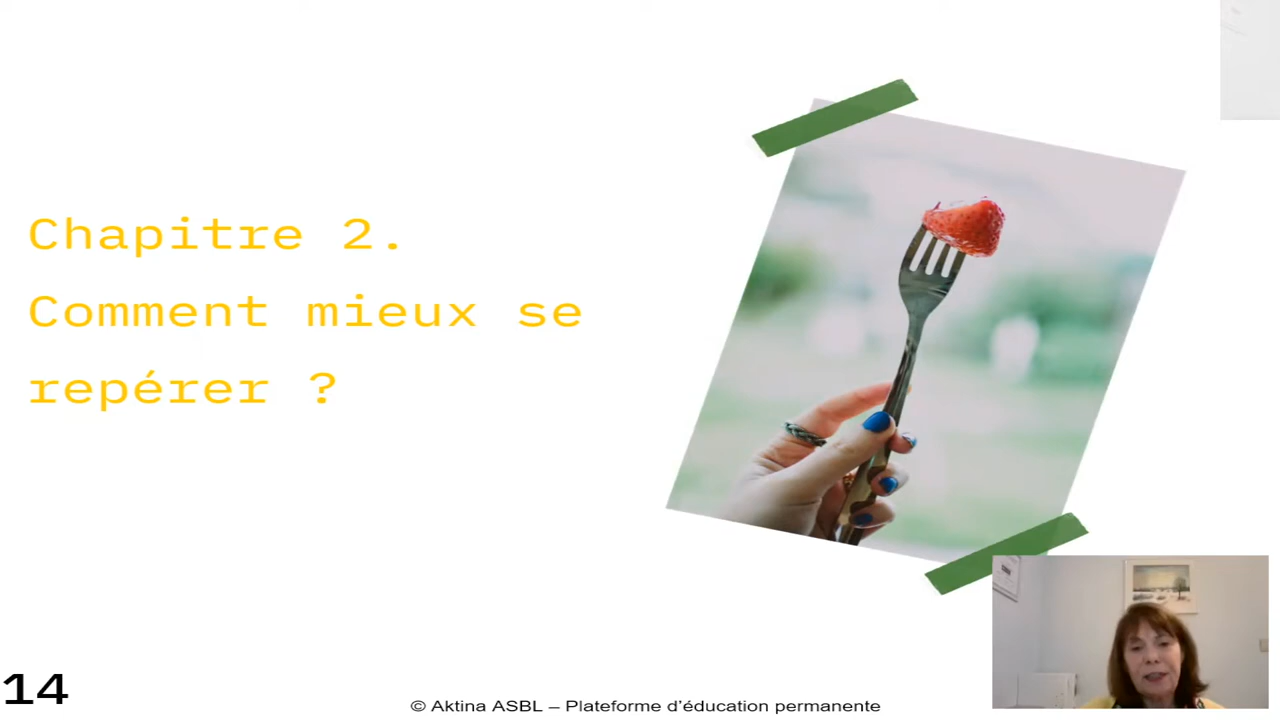 Chapitre 2.
Comment mieux se
repérer ?
14
© Aktina ASBL – Plateforme d'éducation permanente